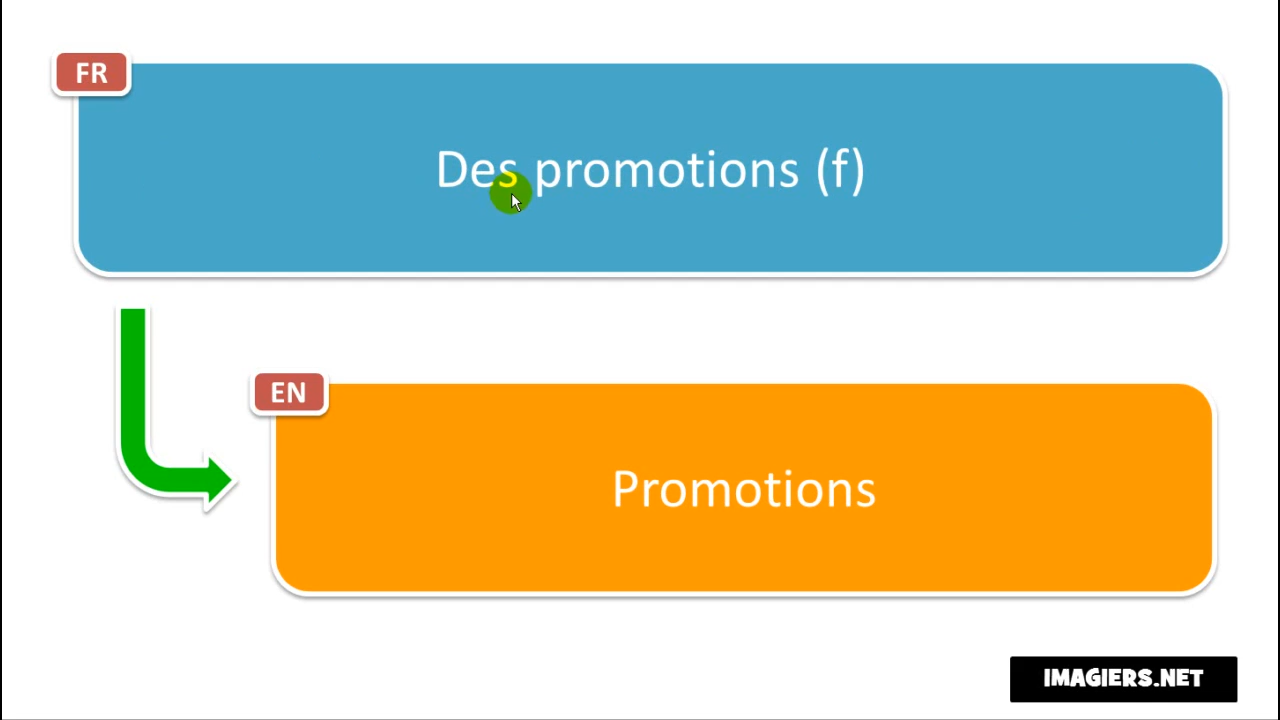 FR
Des promotions (f)
EN
Promotions
IMAGIERS.NET